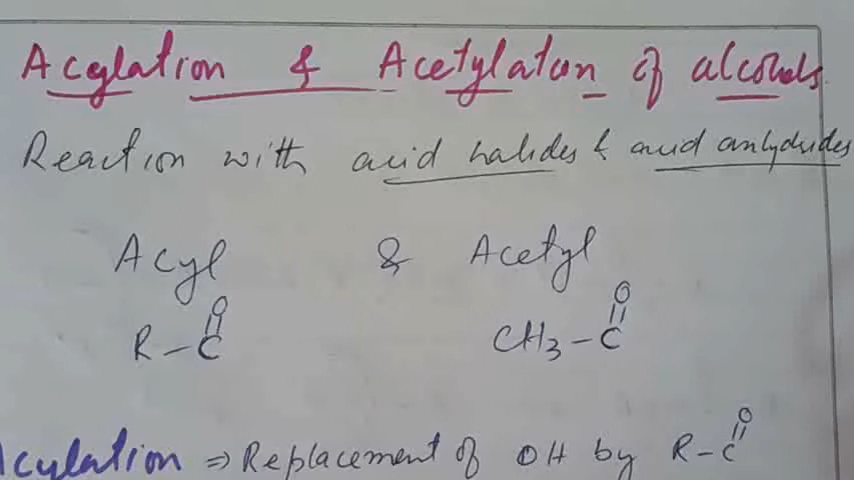 Acylation & Acetylation of alcohols.
Reaction with acid halides & acid anhydrides
Acyl & Acetyl
O O
|| ||
R-C CH3-C
O
||
Acylation ⇒ Replacement of OH by R-C